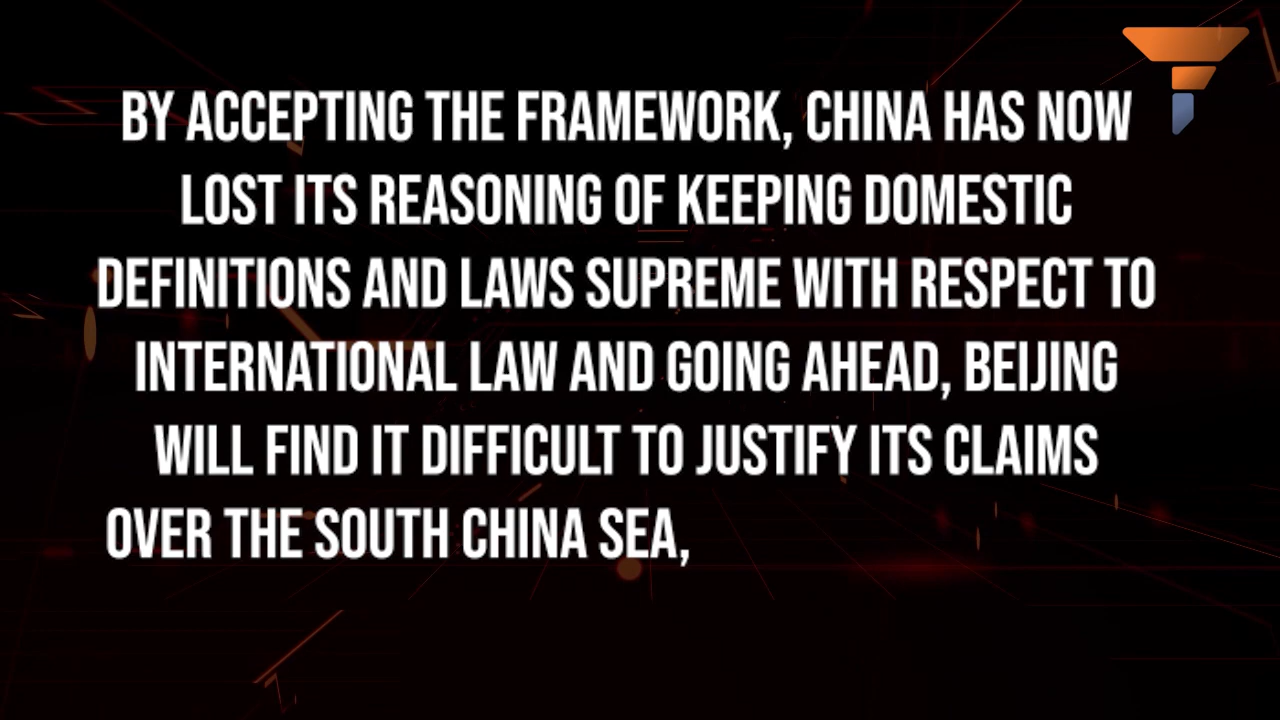 BY ACCEPTING THE FRAMEWORK, CHINA HAS NOW
LOST ITS REASONING OF KEEPING DOMESTIC
DEFINITIONS AND LAWS SUPREME WITH RESPECT TO
INTERNATIONAL LAW AND GOING AHEAD, BEIJING
WILL FIND IT DIFFICULT TO JUSTIFY ITS CLAIMS
OVER THE SOUTH CHINA SEA,